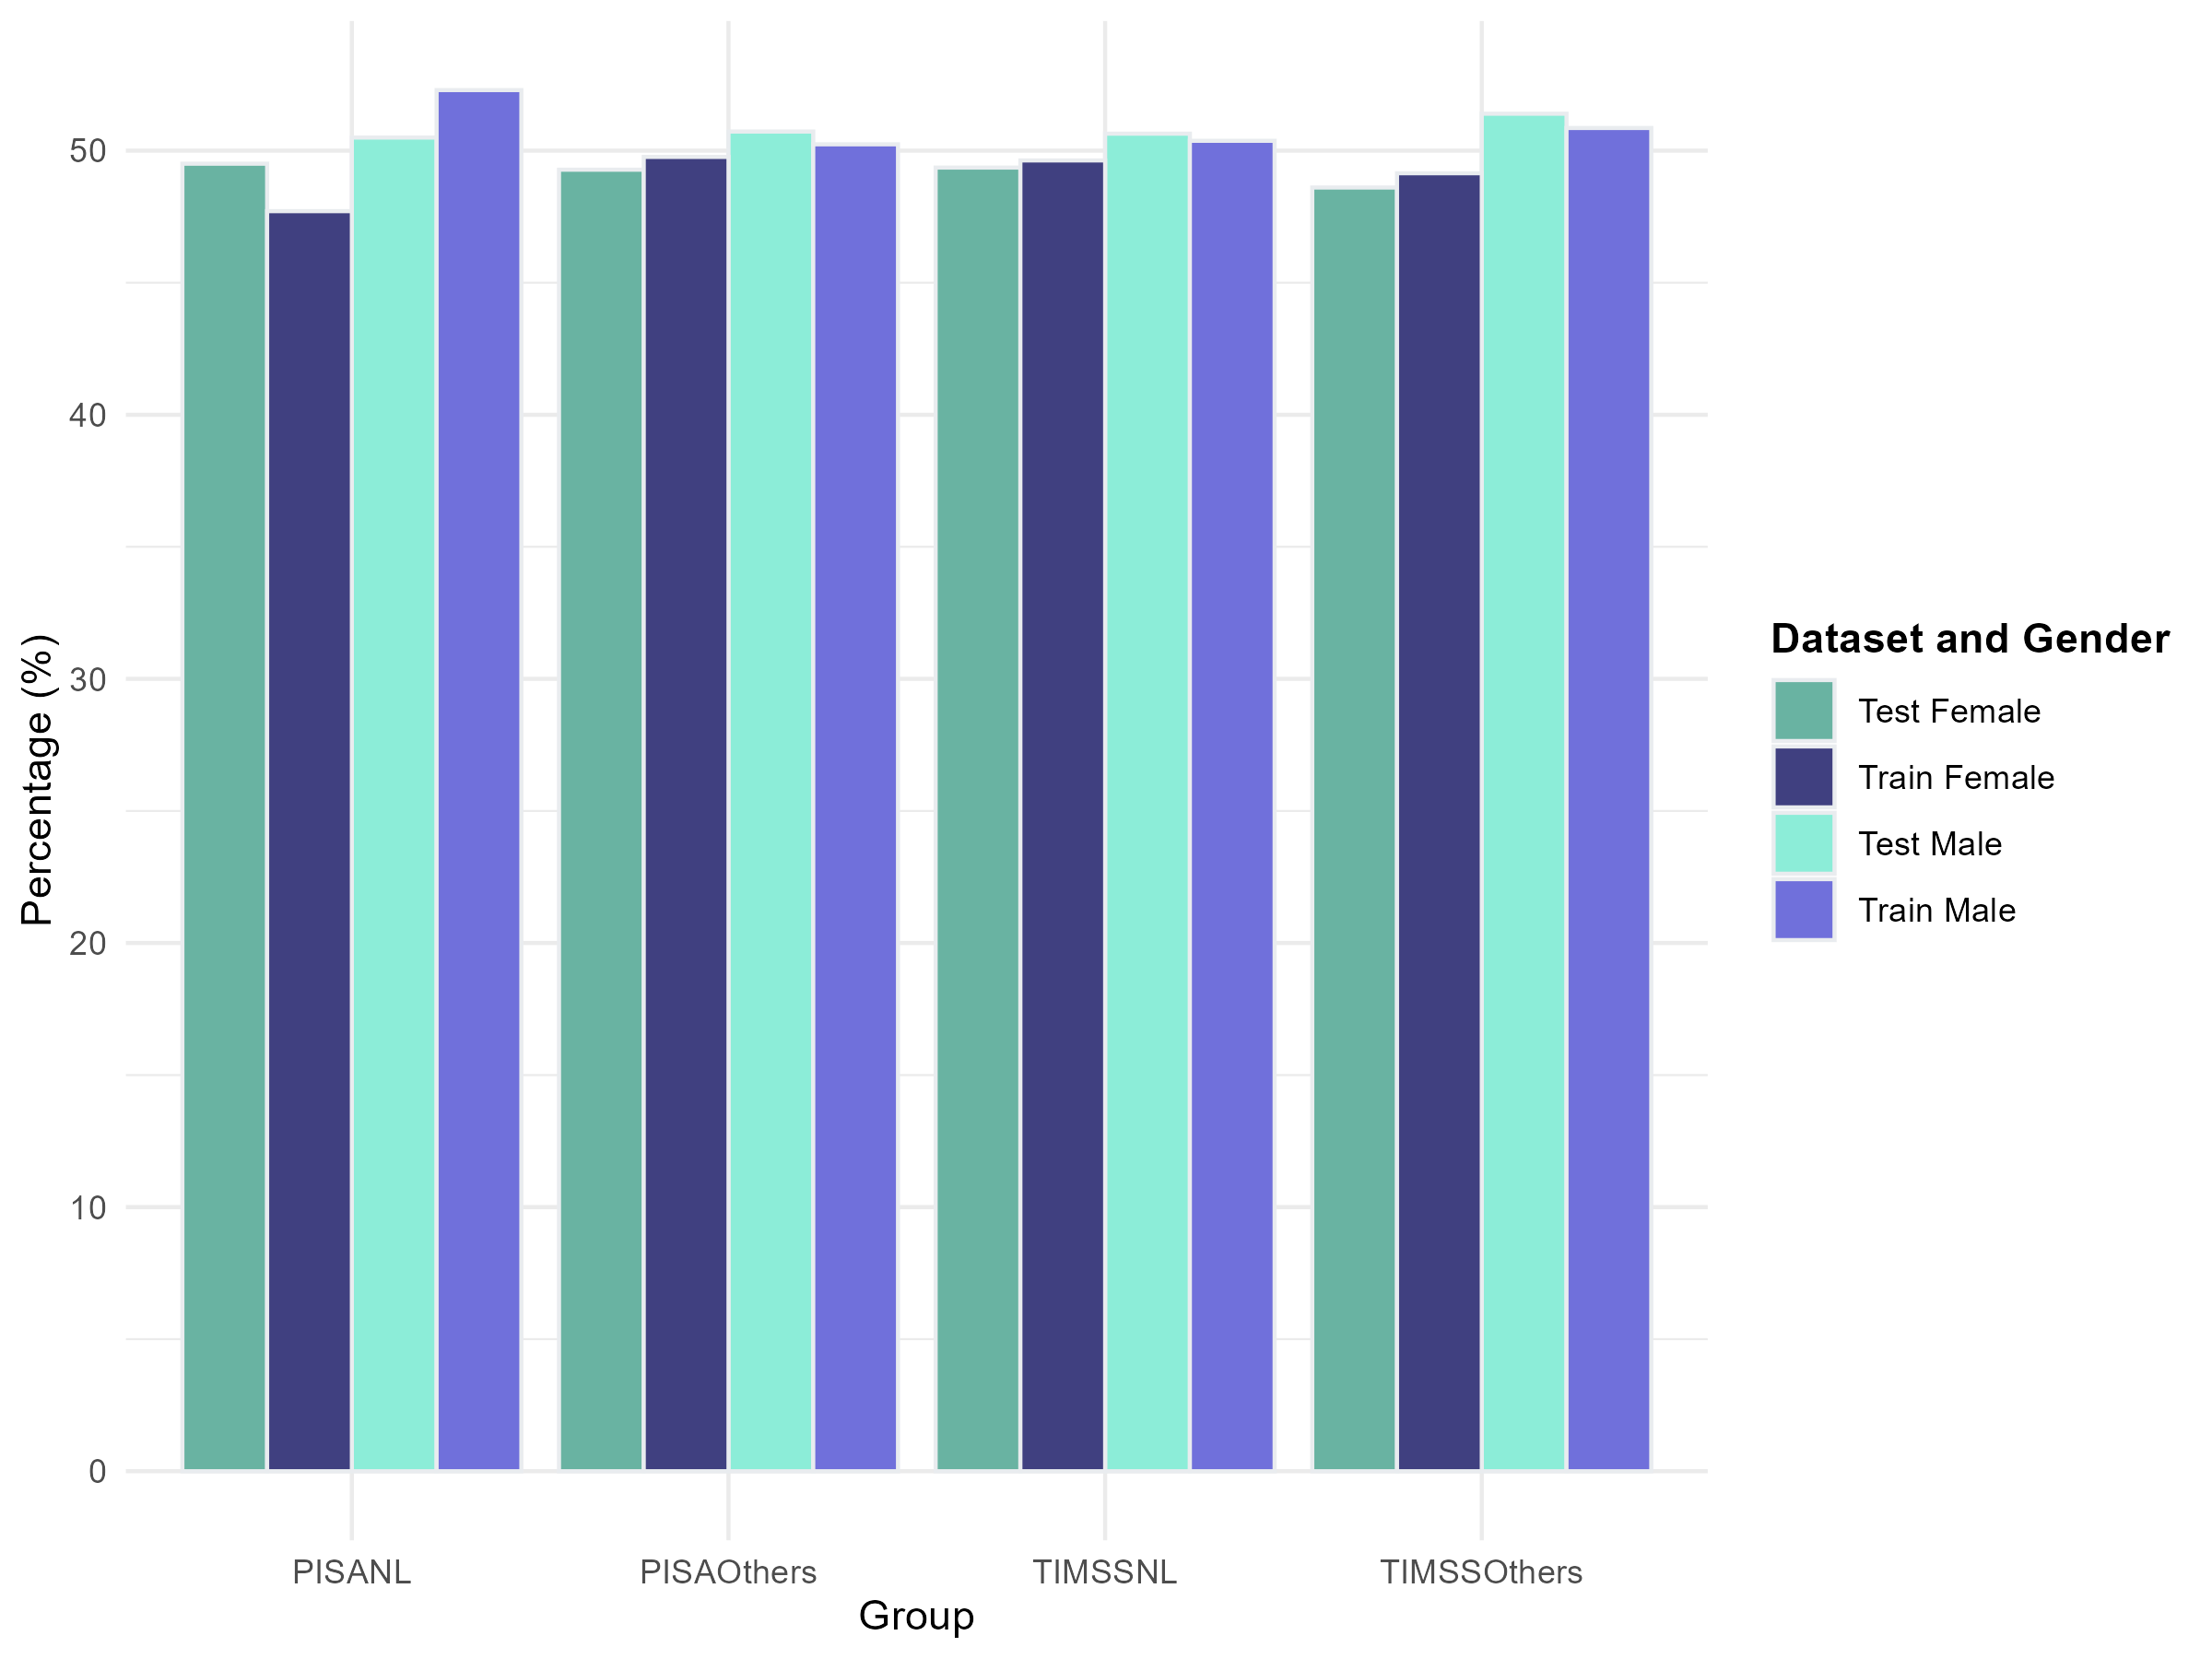 Percentage (%)
50
40
30
20
10
0
PISANL
PISAOthers
TIMSSNL
TIMSSOthers
Group
Dataset and Gender
Test Female
Train Female
Test Male
Train Male